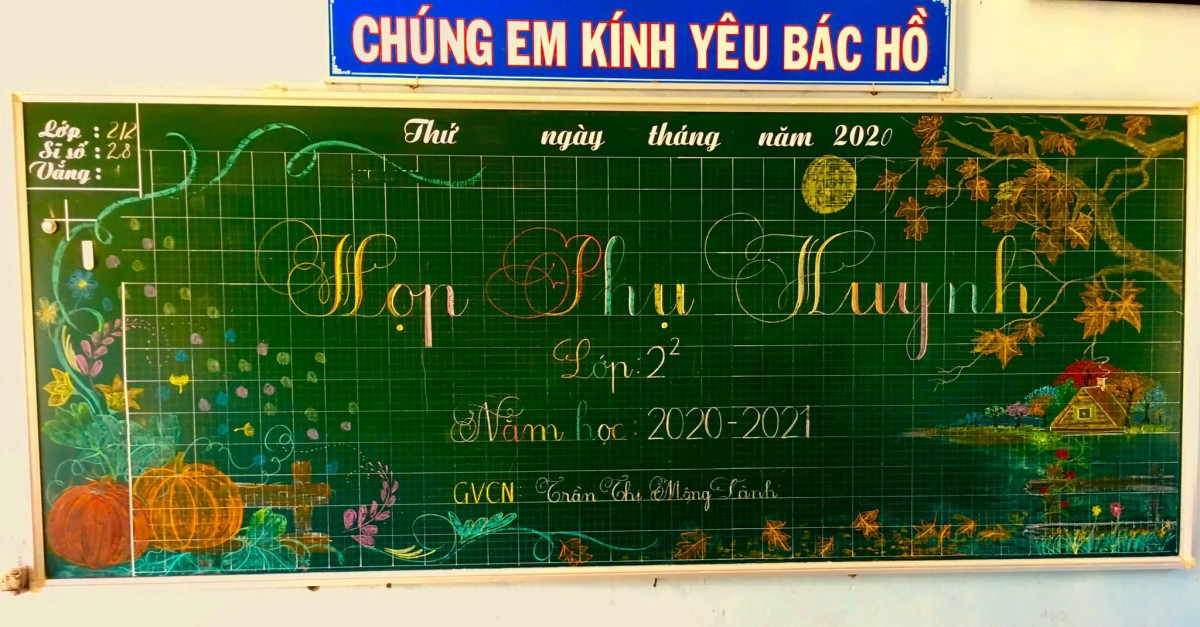 CHÚNG EM KÍNH YÊU BÁC HỒ
Lớp : 2/2
Sĩ số : 28
Vắng :
Thứ ngày tháng năm 2020
Họp Phụ Huynh
Lớp: 2²
Năm học: 2020-2021
GVCN: Trần Thị Mộng Lánh